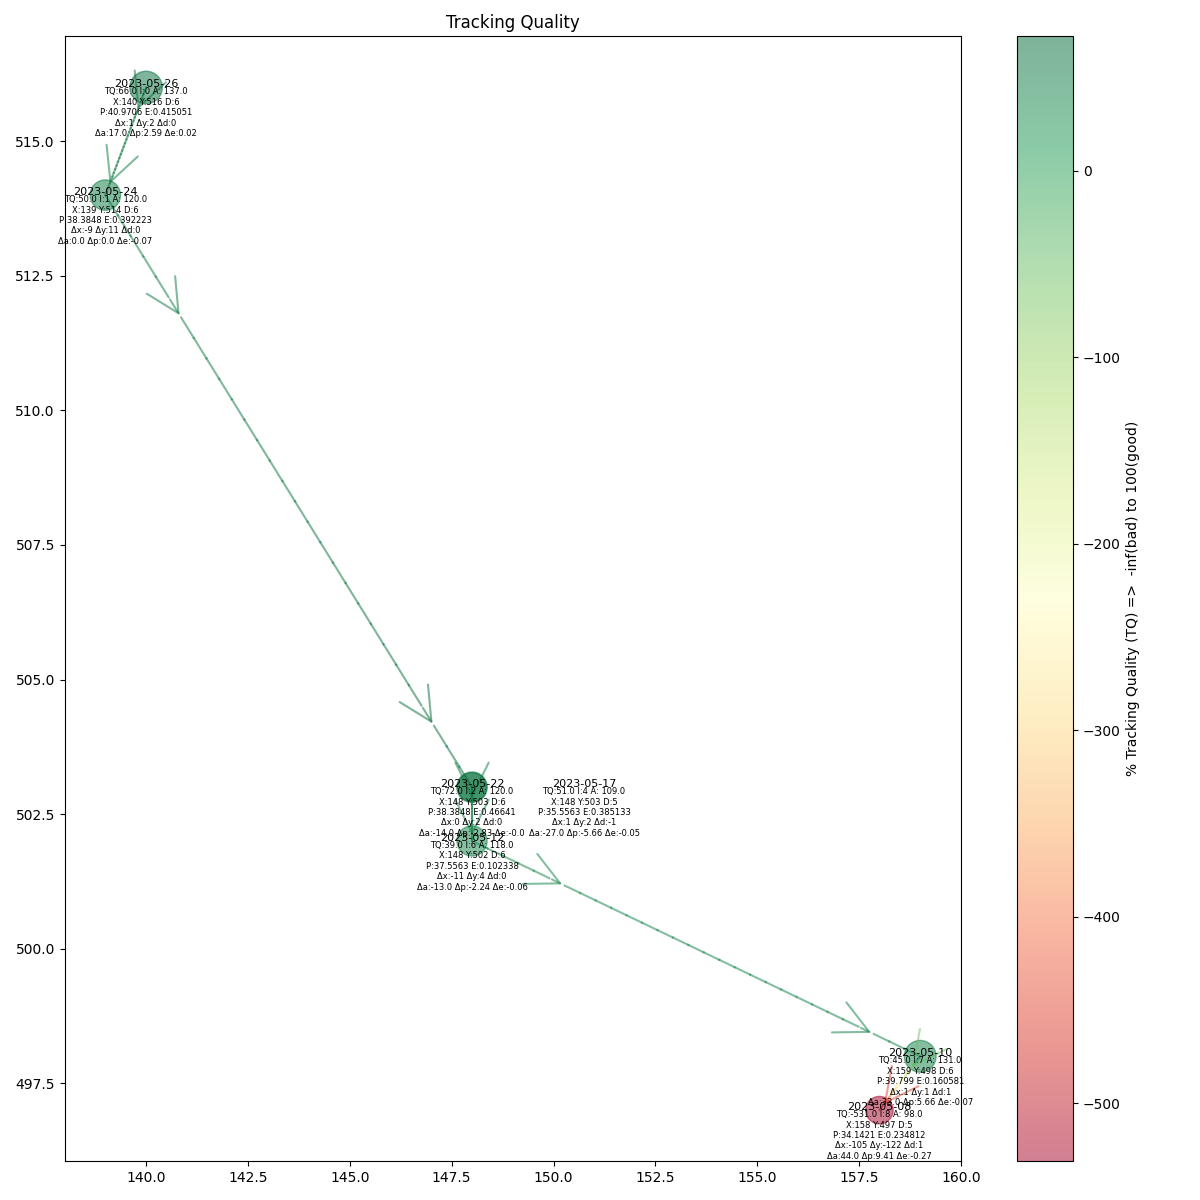 Tracking Quality
2023-05-26
TQ:66.0 I:0 A: 137.0
X:140 Y:516 D:6
P:40.9706 E:0.415051
Δx:1 Δy:2 Δd:0
Δa:17.0 Δp:2.59 Δe:0.02
2023-05-24
TQ:50.0 I:1 A: 120.0
X:139 Y:514 D:6
P:38.3848 E:0.392223
Δx:-9 Δy:11 Δd:0
Δa:0.0 Δp:0.0 Δe:-0.07
2023-05-22
TQ:72.0 I:2 A: 120.0
X:148 Y:503 D:6
P:38.3848 E:0.46641
Δx:0 Δy:2 Δd:0
Δa:-14.0 Δe:-0.0
2023-05-17
TQ:51.0 I:4 A: 109.0
X:148 Y:503 D:5
P:35.5563 E:0.385133
Δx:1 Δy:2 Δd:-1
Δa:-27.0 Δp:-5.66 Δe:-0.05
2023-05-12
TQ:39.0 I:6 A: 118.0
X:148 Y:502 D:6
P:37.5563 E:0.102338
Δx:-11 Δy:4 Δd:0
Δa:-13.0 Δp:-2.24 Δe:-0.06
2023-05-10
TQ:45.0 I:7 A: 131.0
X:159 Y:498 D:6
P:39.799 E:0.160581
Δx:1 Δy:1 Δd:1
Δp:5.66 Δe:-0.07
2023-05-08
TQ:-531.0 I:8 A: 98.0
X:158 Y:497 D:5
P:34.1421 E:0.234812
Δx:-105 Δy:-122 Δd:1
Δa:44.0 Δp:9.41 Δe:-0.27
515.0
512.5
510.0
507.5
505.0
502.5
500.0
497.5
140.0 142.5 145.0 147.5 150.0 152.5 155.0 157.5 160.0
0
−100
−200
−300
−400
−500
% Tracking Quality (TQ) => -inf(bad) to 100(good)